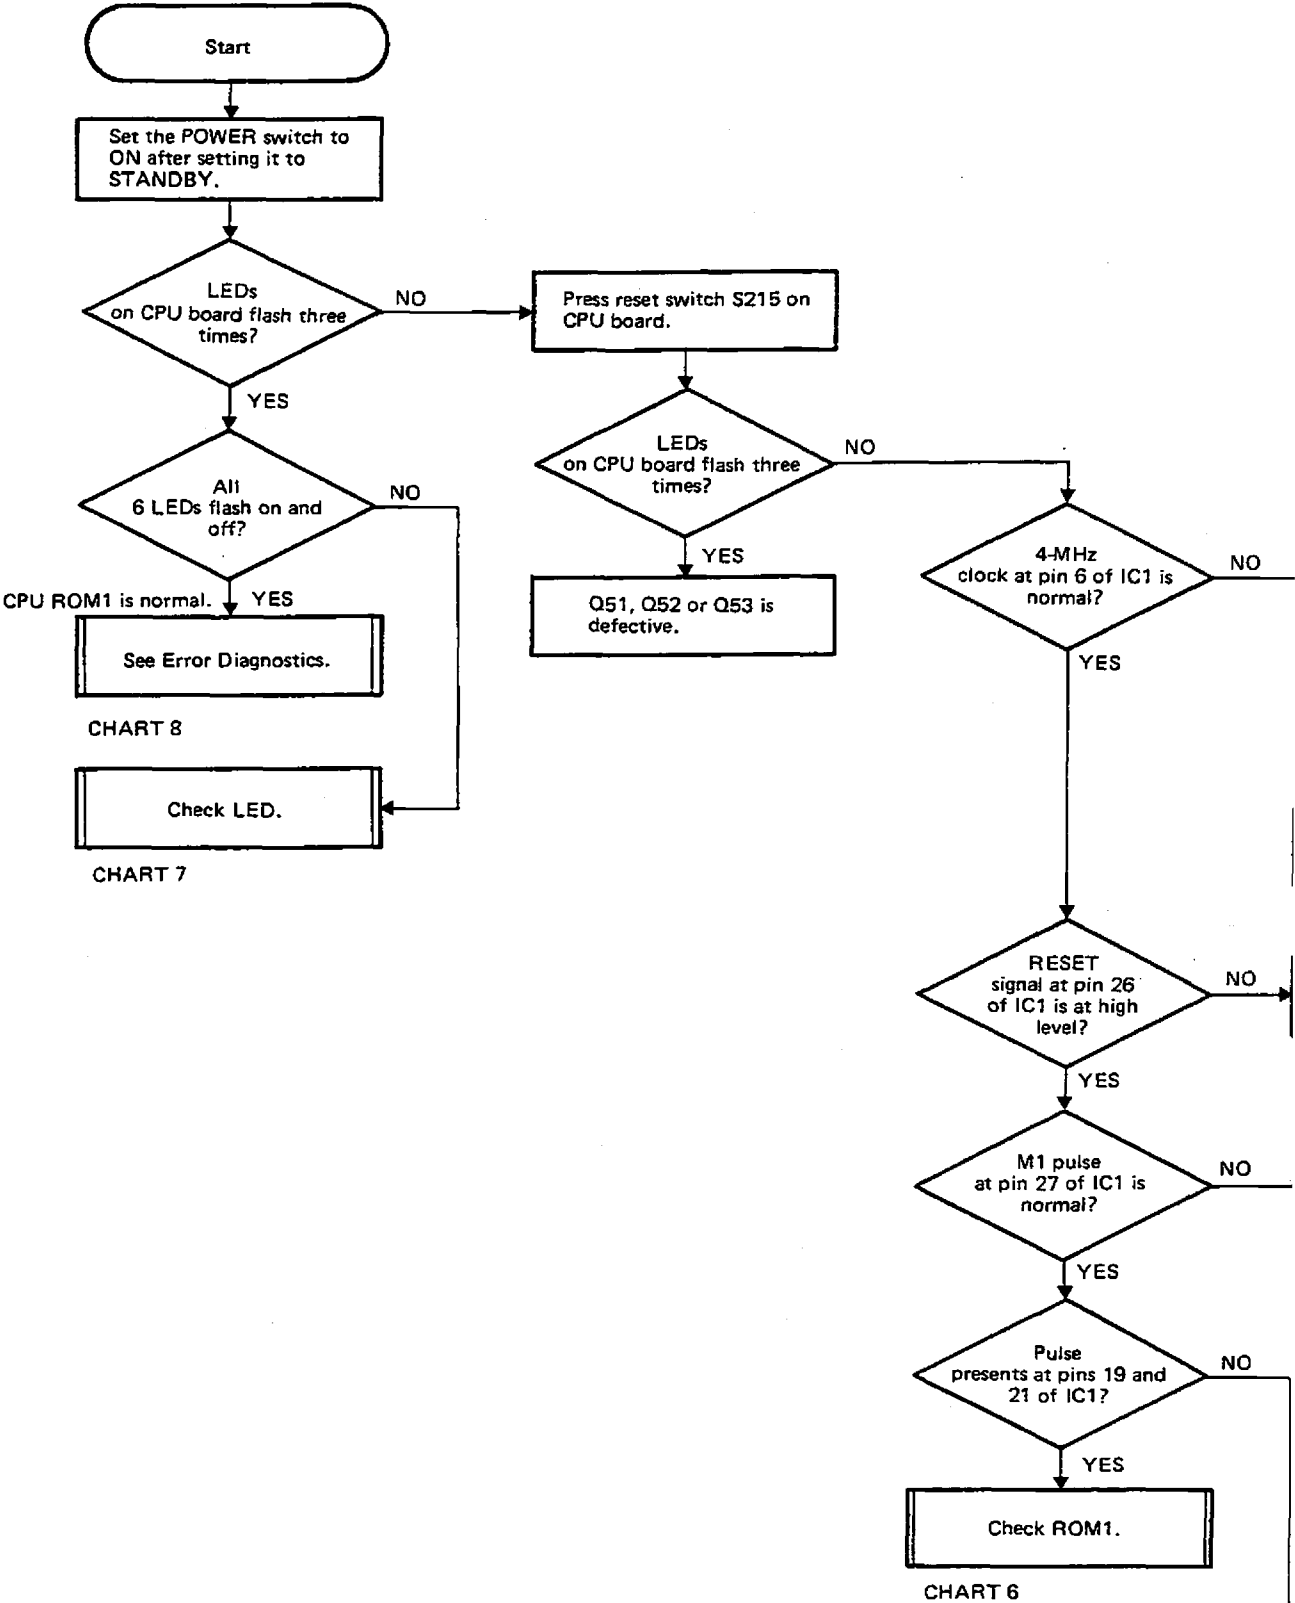 Start
Set the POWER switch to
ON after setting it to
STANDBY.
LEDs
on CPU board flash three
times?
NO
YES
Press reset switch S215 on
CPU board.
LEDs
on CPU board flash three
times?
NO
YES
Q51, Q52 or Q53 is
defective.
All
6 LEDs flash on and
off?
NO
CPU ROM1 is normal.
YES
See Error Diagnostics.
CHART 8
Check LED.
CHART 7
4-MHz
clock at pin 6 of IC1 is
normal?
NO
YES
RESET
signal at pin 26
of IC1 is at high
level?
NO
YES
M1 pulse
at pin 27 of IC1 is
normal?
NO
YES
Pulse
presents at pins 19 and
21 of IC1?
NO
YES
Check ROM1.
CHART 6